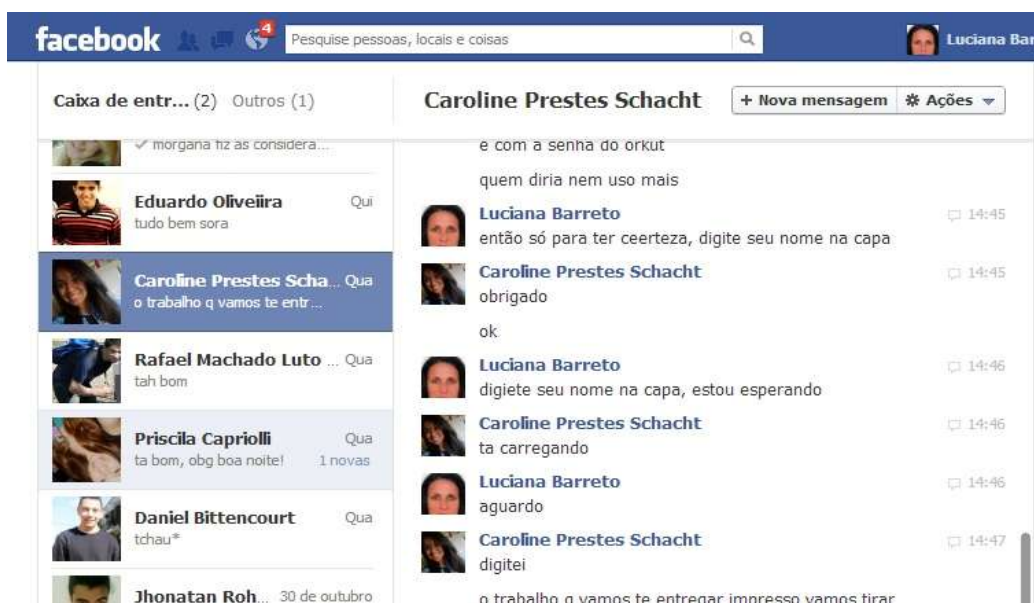 facebook
4
Pesquise pessoas, locais e coisas
Luciana Bar
Caixa de entr... (2) Outros (1)
Caroline Prestes Schacht
+ Nova mensagem
Ações
morgana fiz as considera...
Eduardo Oliveiira Qui
tudo bem sora
Caroline Prestes Scha... Qua
o trabalho q vamos te entr...
Rafael Machado Luto ... Qua
tah bom
Priscila Capriolli Qua
ta bom, obg boa noite! 1 novas
Daniel Bittencourt Qua
tchau*
Jhonatan Roh... 30 de outubro
e com a senha do orkut
quem diria nem uso mais
Luciana Barreto 14:45
então só para ter ceerteza, digite seu nome na capa
Caroline Prestes Schacht 14:45
obrigado
ok
Luciana Barreto 14:46
digiete seu nome na capa, estou esperando
Caroline Prestes Schacht 14:46
ta carregando
Luciana Barreto 14:46
aguardo
Caroline Prestes Schacht 14:47
digitei
o trabalho q vamos te entregar impresso vamos tirar